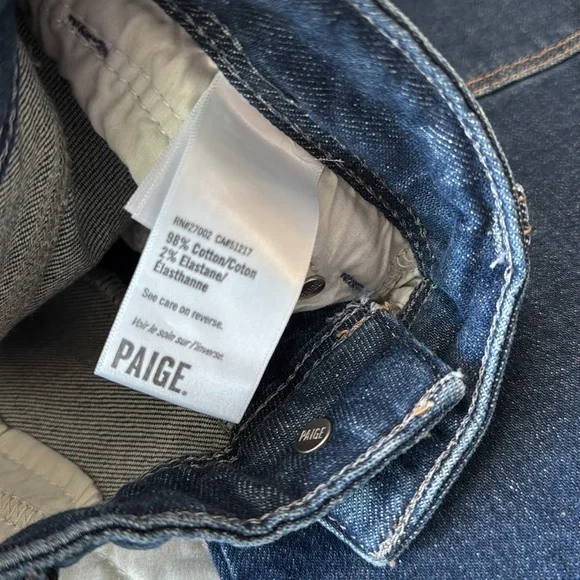 RN#27002 CA#51217
98% Cotton/Coton
2% Elastane/
Élasthanne
See care on reverse.
Voir le soin sur l'inverse.
PAIGE.
PAIGE